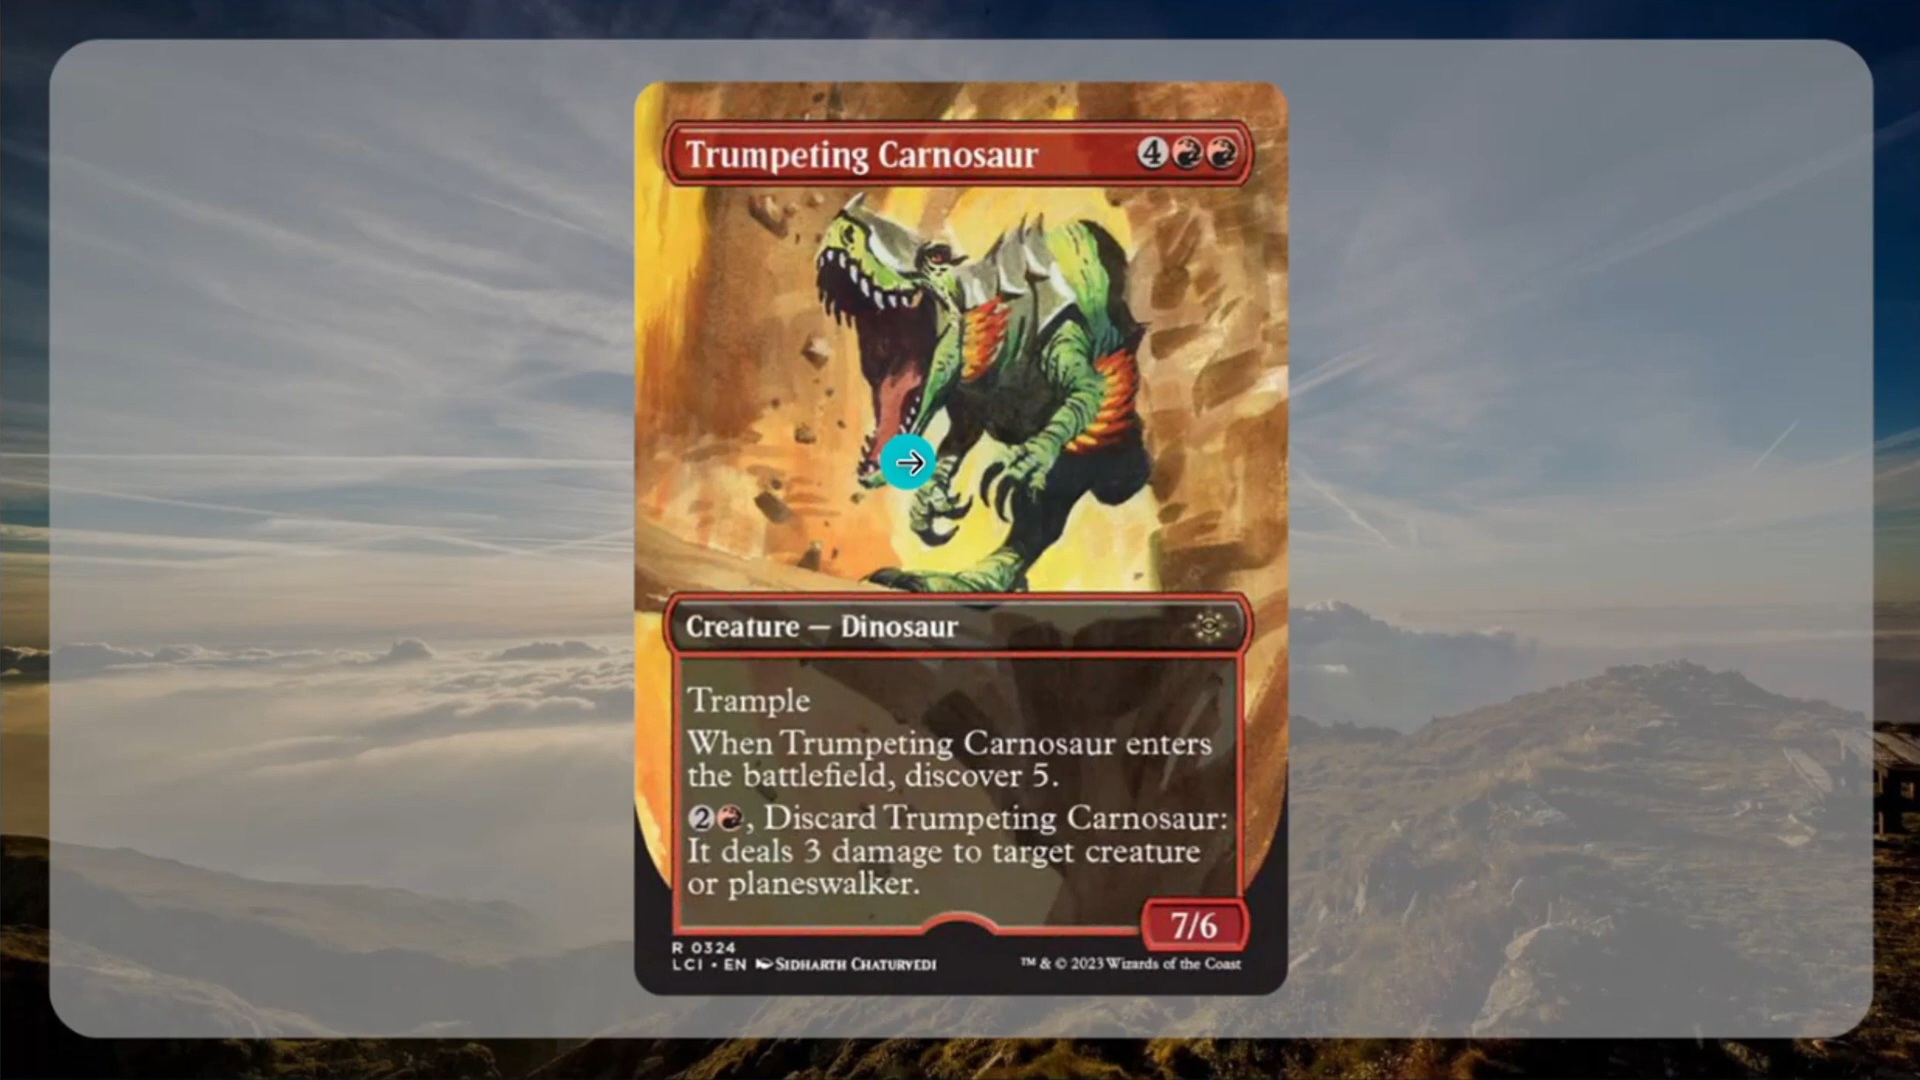 Trumpeting Carnosaur 4
Creature — Dinosaur
Trample
When Trumpeting Carnosaur enters
the battlefield, discover 5.
2, Discard Trumpeting Carnosaur:
It deals 3 damage to target creature
or planeswalker.
7/6
R 0324
LCI • EN SIDHARTH CHATURVEDI
™ & © 2023 Wizards of the Coast